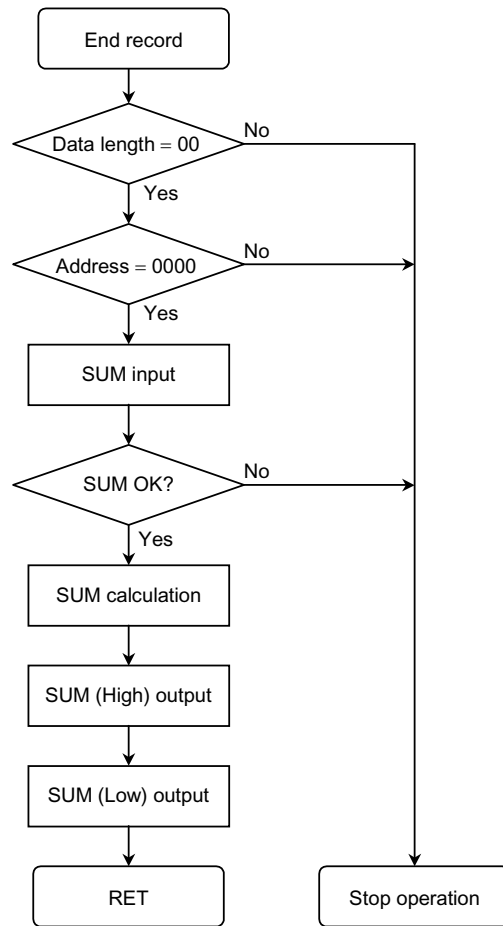 End record
Data length = 00
No
Yes
Address = 0000
No
Yes
SUM input
SUM OK?
No
Yes
SUM calculation
SUM (High) output
SUM (Low) output
RET
Stop operation